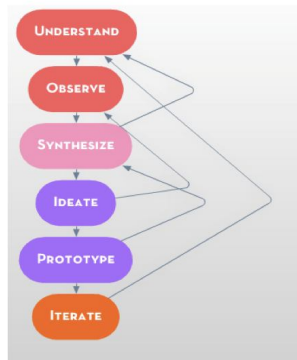 UNDERSTAND
OBSERVE
SYNTHESIZE
IDEATE
PROTOTYPE
ITERATE